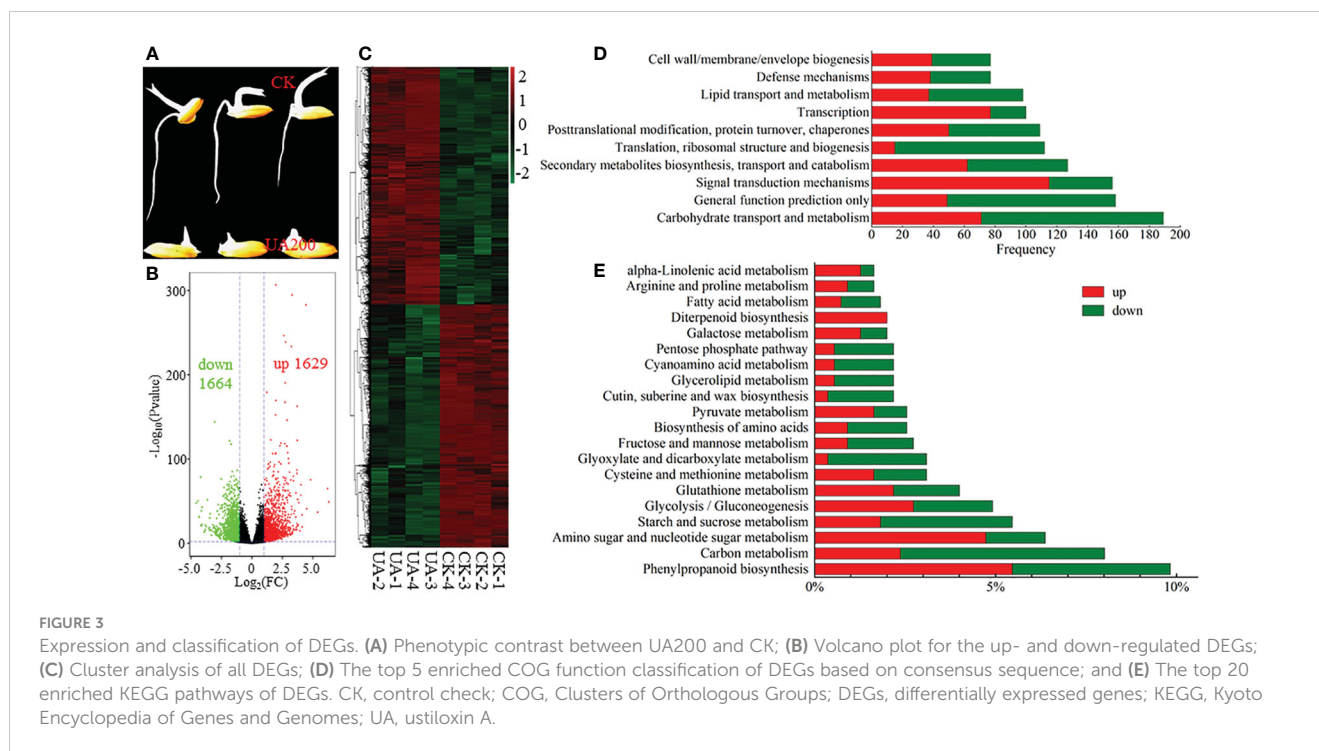 A
CK
UA200
B
300
200
100
0
-Log10(Pvalue)
down
1664
up 1629
-5.0
-2.5
0
2.5
5.0
Log2(FC)
C
2
1
0
-1
-2
UA-2
UA-1
UA-4
UA-3
CK-4
CK-3
CK-2
CK-1
D
Cell wall/membrane/envelope biogenesis
Defense mechanisms
Lipid transport and metabolism
Transcription
Posttranslational modification, protein turnover, chaperones
Translation, ribosomal structure and biogenesis
Secondary metabolites biosynthesis, transport and catabolism
Signal transduction mechanisms
General function prediction only
Carbohydrate transport and metabolism
0 20 40 60 80 100 120 140 160 180 200
Frequency
E
alpha-Linolenic acid metabolism
Arginine and proline metabolism
Fatty acid metabolism
Diterpenoid biosynthesis
Galactose metabolism
Pentose phosphate pathway
Cyanoamino acid metabolism
Glycerolipid metabolism
Cutin, suberine and wax biosynthesis
Pyruvate metabolism
Biosynthesis of amino acids
Fructose and mannose metabolism
Glyoxylate and dicarboxylate metabolism
Cysteine and methionine metabolism
Glutathione metabolism
Glycolysis / Gluconeogenesis
Starch and sucrose metabolism
Amino sugar and nucleotide sugar metabolism
Carbon metabolism
Phenylpropanoid biosynthesis
0% 5% 10%
up
down
FIGURE 3
Expression and classification of DEGs. (A) Phenotypic contrast between UA200 and CK; (B) Volcano plot for the up- and down-regulated DEGs;
(C) Cluster analysis of all DEGs; (D) The top 5 enriched COG function classification of DEGs based on consensus sequence; and (E) The top 20
enriched KEGG pathways of DEGs. CK, control check; COG, Clusters of Orthologous Groups; DEGs, differentially expressed genes; KEGG, Kyoto
Encyclopedia of Genes and Genomes; UA, ustiloxin A.